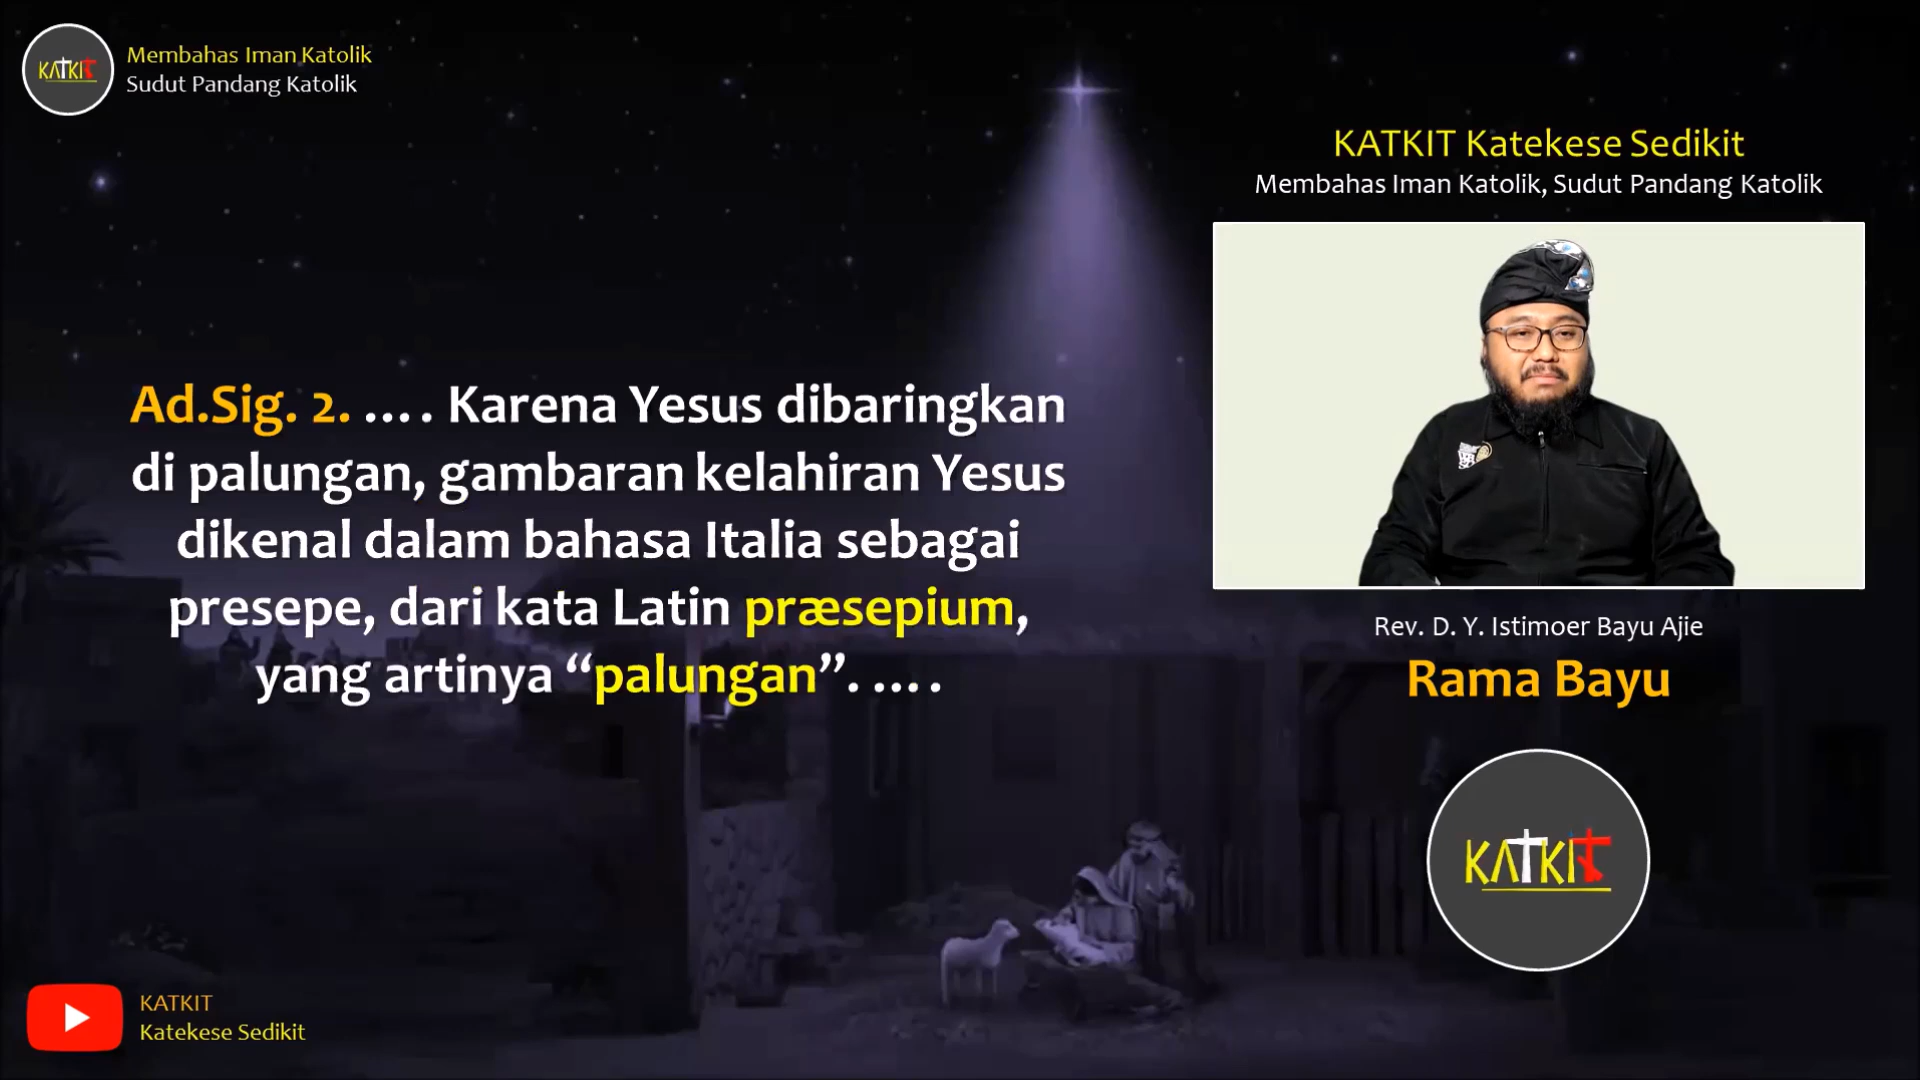 KATKIT
Membahas Iman Katolik
Sudut Pandang Katolik
Ad.Sig. 2. .... Karena Yesus dibaringkan
di palungan, gambaran kelahiran Yesus
dikenal dalam bahasa Italia sebagai
presepe, dari kata Latin præsepium,
yang artinya “palungan”. ....
KATKIT Katekese Sedikit
Membahas Iman Katolik, Sudut Pandang Katolik
Rev. D. Y. Istimoer Bayu Ajie
Rama Bayu
KATKIT
KATKIT
Katekese Sedikit